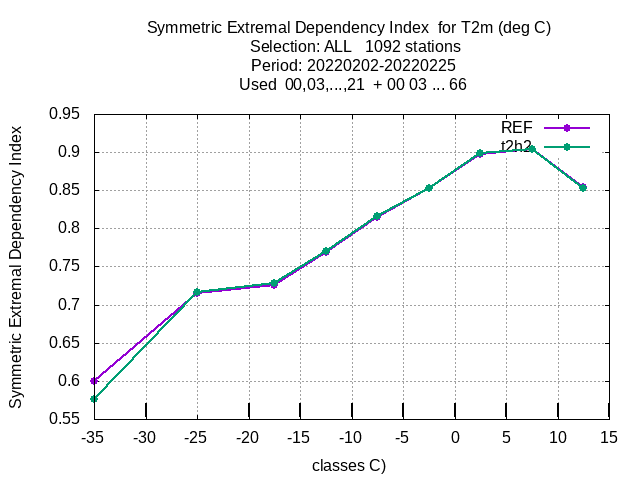 Symmetric Extremal Dependency Index  for T2m (deg C)
Selection: ALL   1092 stations
Period: 20220202-20220225
Used  00,03,...,21  + 00 03 ... 66
Symmetric Extremal Dependency Index
0.95
0.9
0.85
0.8
0.75
0.7
0.65
0.6
0.55
REF
t2h2
-35 -30 -25 -20 -15 -10 -5 0 5 10 15
classes C)